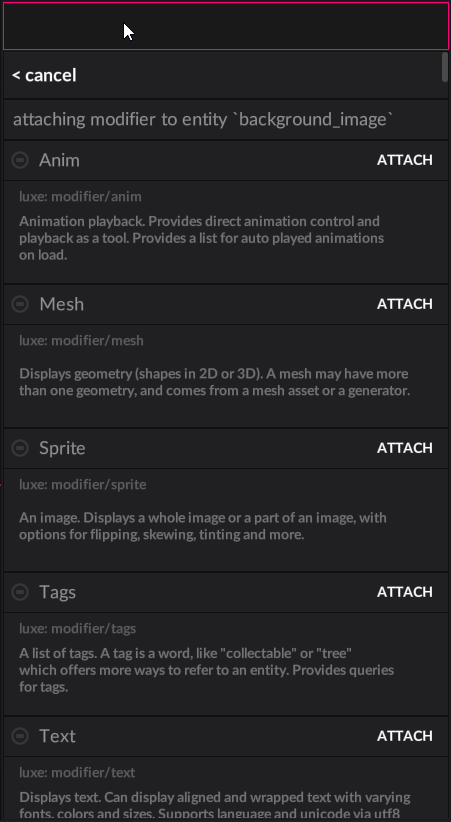 < cancel
attaching modifier to entity `background_image`
Anim ATTACH
luxe: modifier/anim
Animation playback. Provides direct animation control and
playback as a tool. Provides a list for auto played animations
on load.
Mesh ATTACH
luxe: modifier/mesh
Displays geometry (shapes in 2D or 3D). A mesh may have more
than one geometry, and comes from a mesh asset or a generator.
Sprite ATTACH
luxe: modifier/sprite
An image. Displays a whole image or a part of an image, with
options for flipping, skewing, tinting and more.
Tags ATTACH
luxe: modifier/tags
A list of tags. A tag is a word, like "collectable" or "tree"
which offers more ways to refer to an entity. Provides queries
for tags.
Text ATTACH
luxe: modifier/text
Displays text. Can display aligned and wrapped text with varying
fonts, colors and sizes. Supports language and unicode via utf8